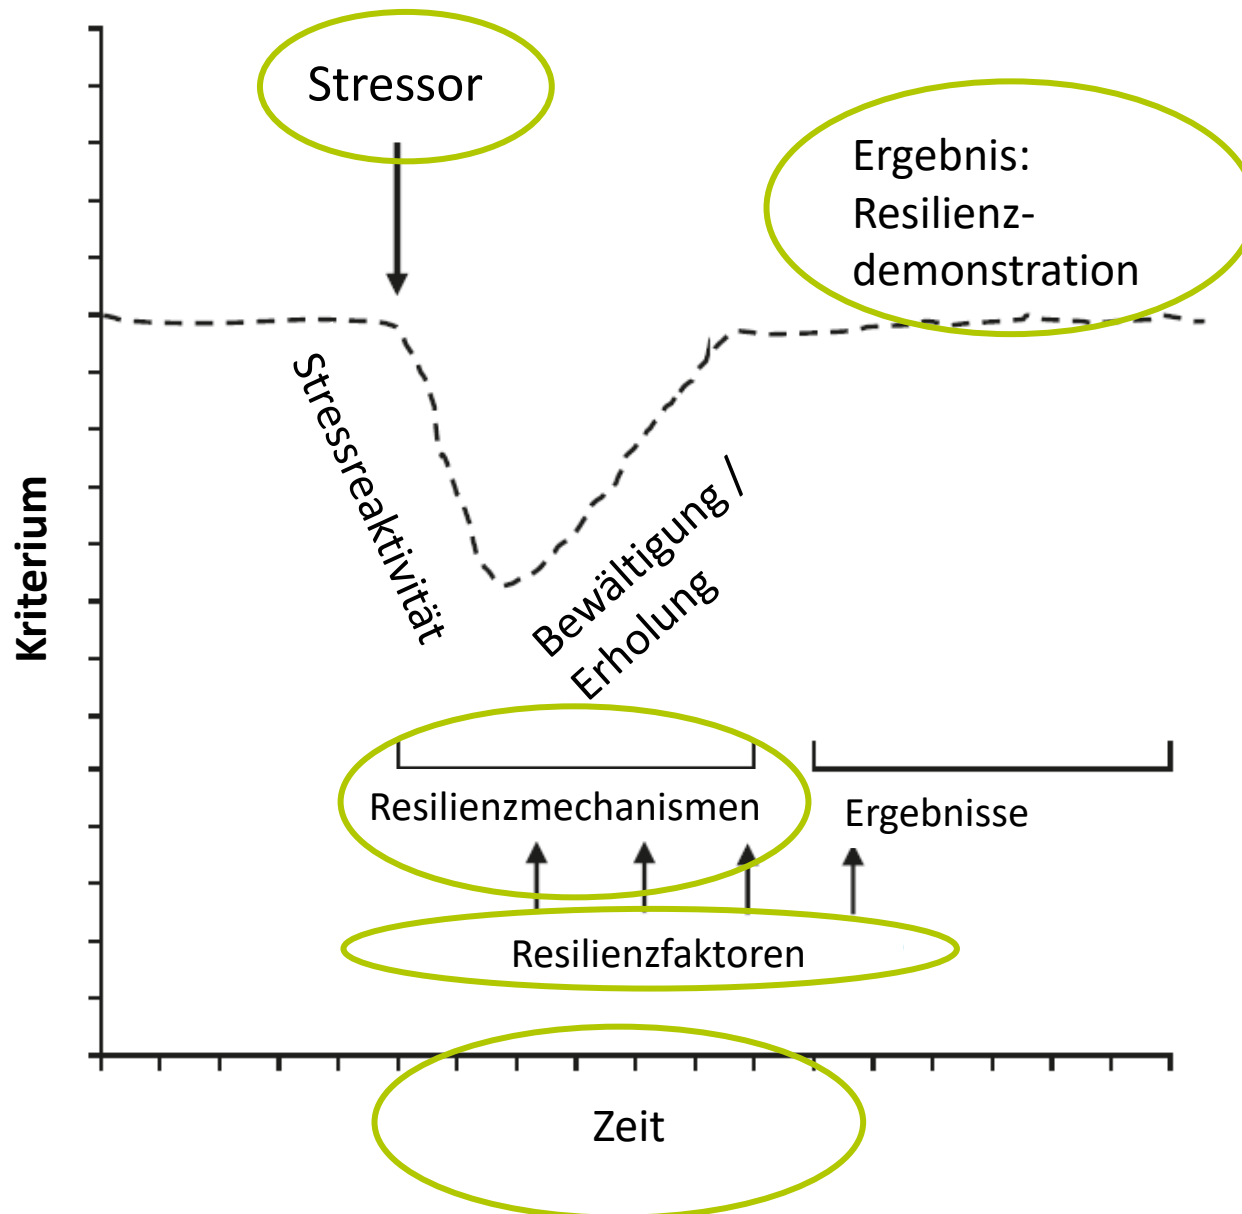 Stressor
Ergebnis:
Resilienz-
demonstration
Stressreaktivität
Bewältigung /
Erholung
Kriterium
Resilienzmechanismen
Ergebnisse
Resilienzfaktoren
Zeit